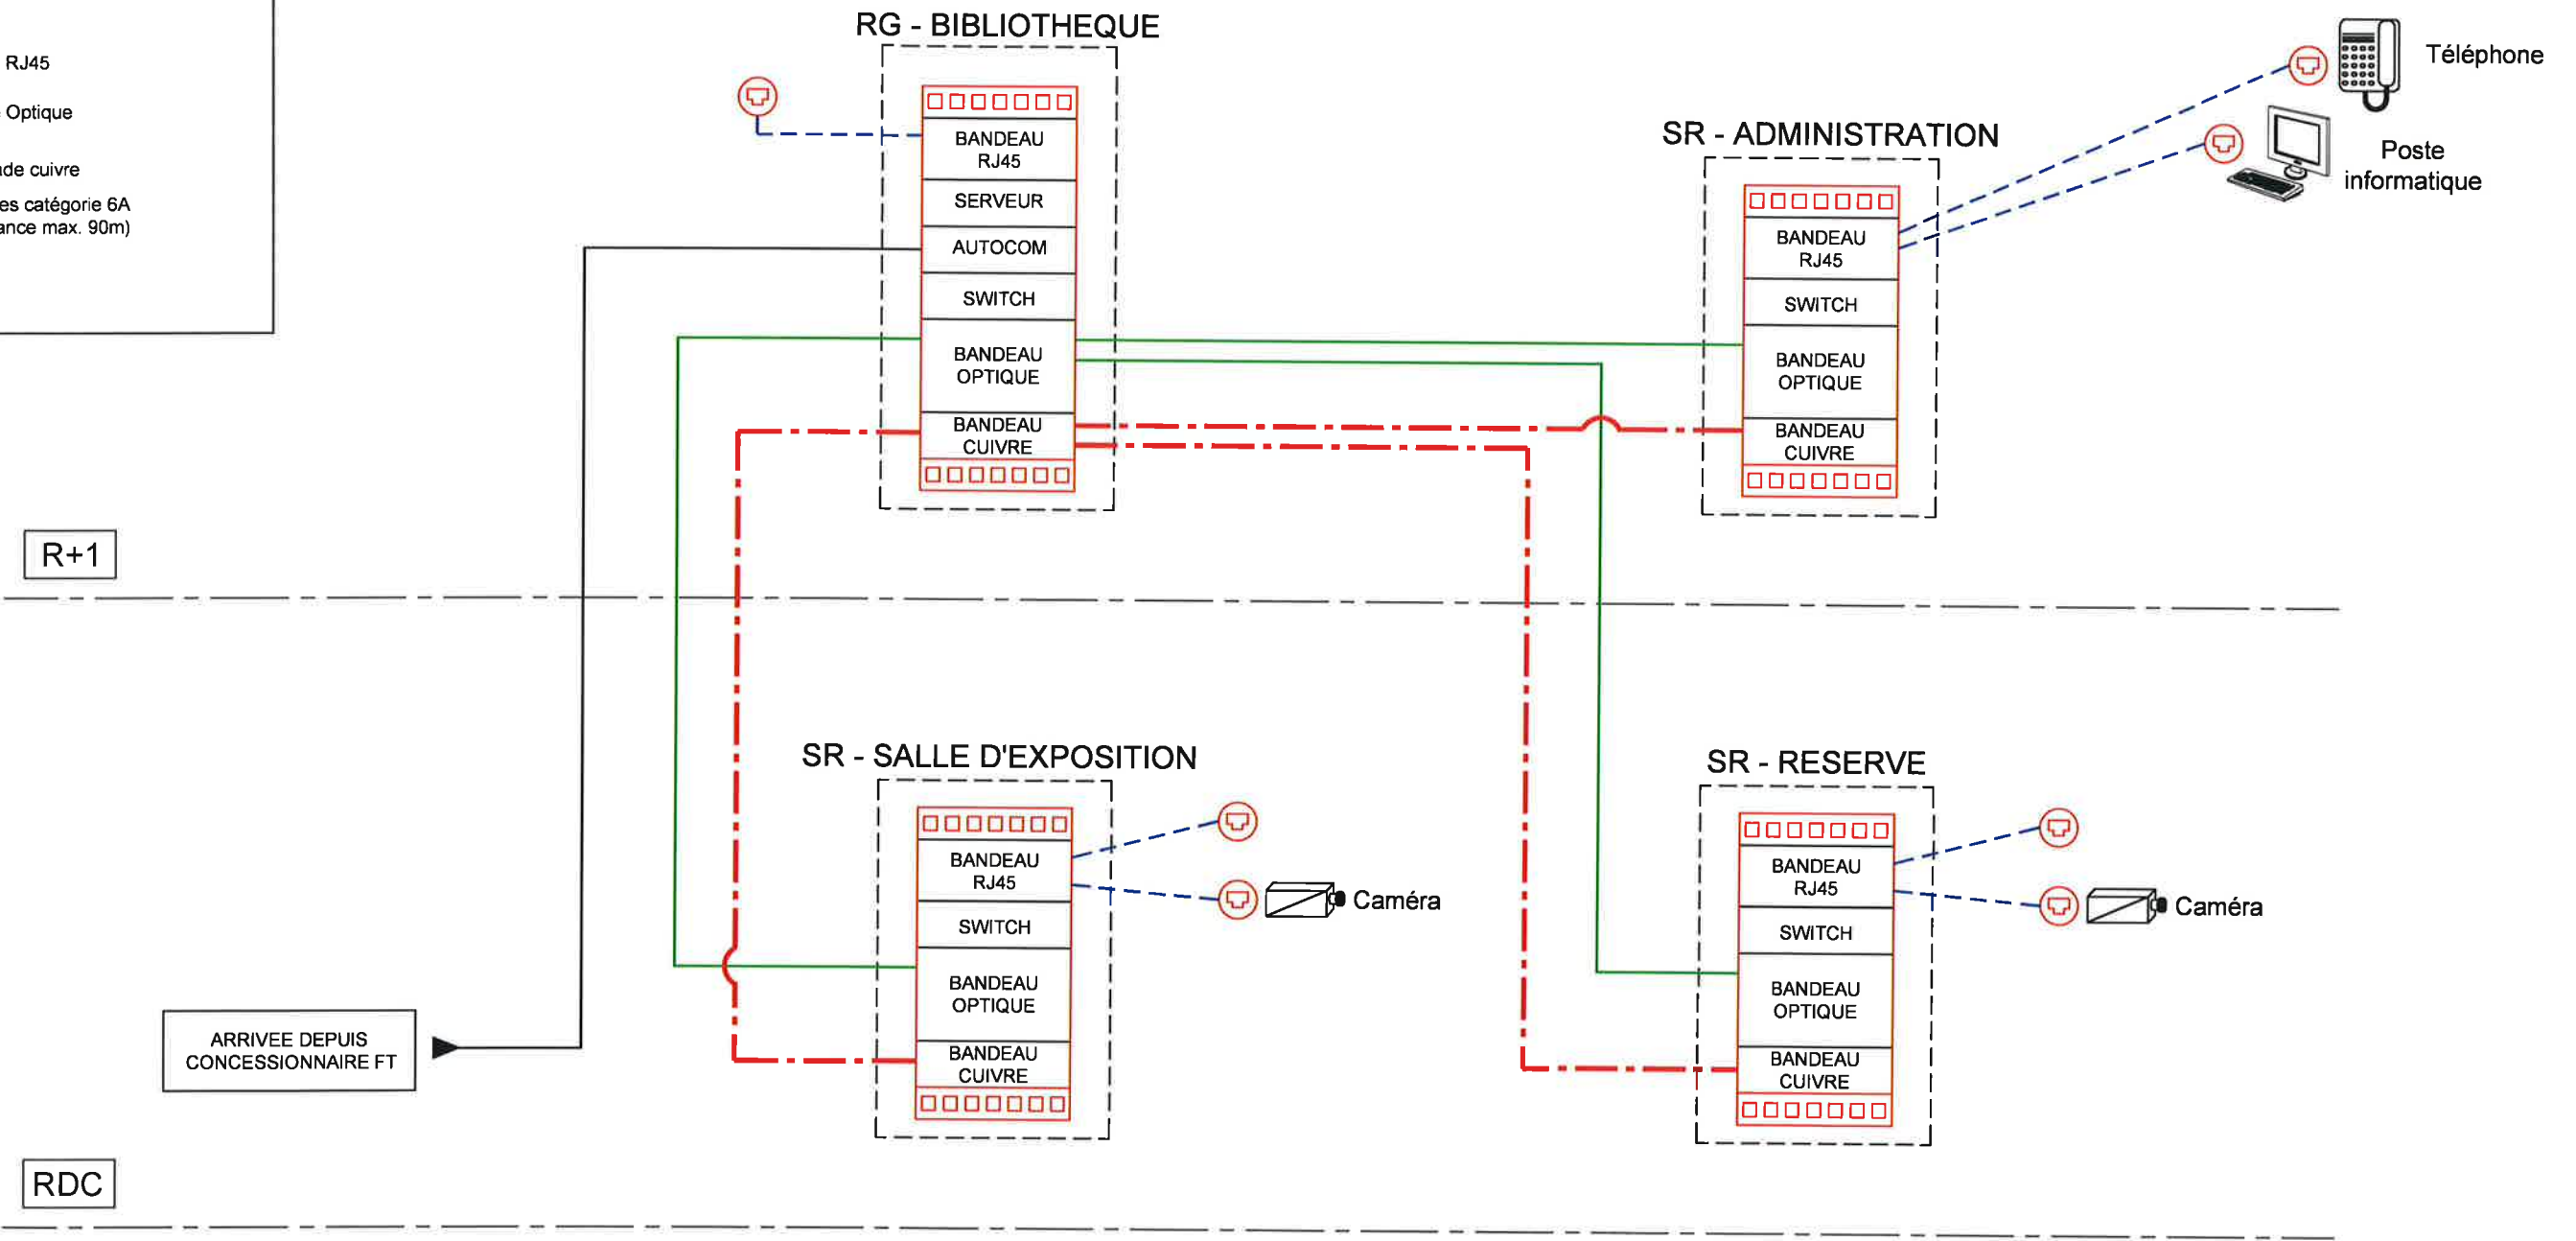 RJ45
Optique
cuivre
catégorie 6A
max. 90m)
RG - BIBLIOTHEQUE
BANDEAU
RJ45
SERVEUR
AUTOCOM
SWITCH
BANDEAU
OPTIQUE
BANDEAU
CUIVRE
SR - ADMINISTRATION
BANDEAU
RJ45
SWITCH
BANDEAU
OPTIQUE
BANDEAU
CUIVRE
Téléphone
Poste
informatique
R+1
SR - SALLE D'EXPOSITION
BANDEAU
RJ45
SWITCH
BANDEAU
OPTIQUE
BANDEAU
CUIVRE
Caméra
SR - RESERVE
BANDEAU
RJ45
SWITCH
BANDEAU
OPTIQUE
BANDEAU
CUIVRE
Caméra
ARRIVEE DEPUIS
CONCESSIONNAIRE FT
RDC